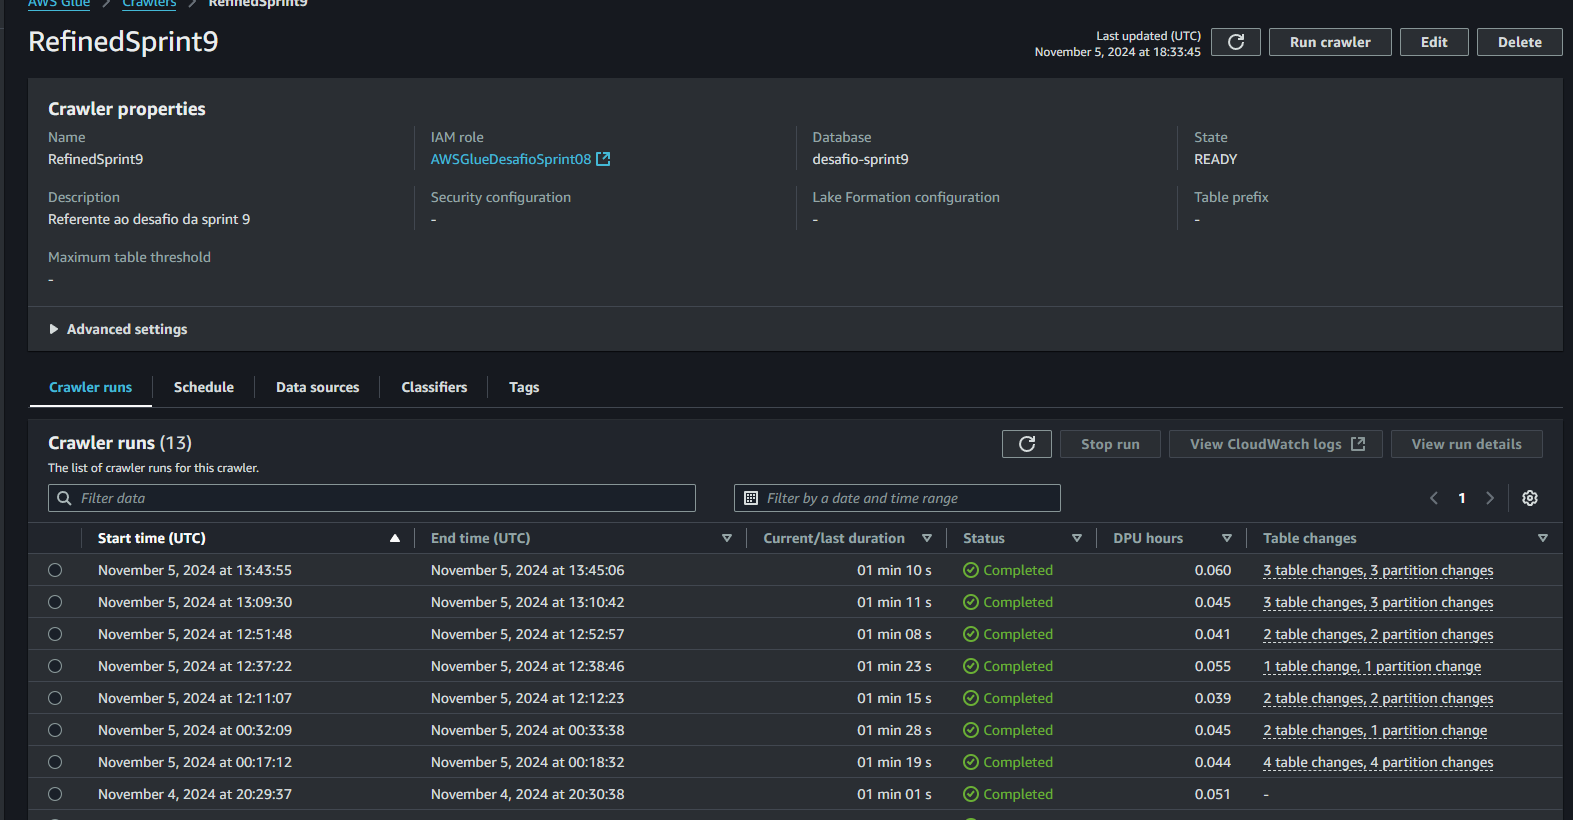 AWS Glue > Crawlers > RefinedSprint9
RefinedSprint9
Last updated (UTC)
November 5, 2024 at 18:33:45
Run crawler
Edit
Delete
Crawler properties
Name
RefinedSprint9
IAM role
AWSGlueDesafioSprint08
Database
desafio-sprint9
State
READY
Description
Referente ao desafio da sprint 9
Security configuration
-
Lake Formation configuration
-
Table prefix
-
Maximum table threshold
-
Advanced settings
Crawler runs
Schedule
Data sources
Classifiers
Tags
Crawler runs (13)
The list of crawler runs for this crawler.
Stop run
View CloudWatch logs
View run details
Filter data
Filter by a date and time range
1
Start time (UTC) End time (UTC) Current/last duration Status DPU hours Table changes
November 5, 2024 at 13:43:55 November 5, 2024 at 13:45:06 01 min 10 s Completed 0.060 3 table changes, 3 partition changes
November 5, 2024 at 13:09:30 November 5, 2024 at 13:10:42 01 min 11 s Completed 0.045 3 table changes, 3 partition changes
November 5, 2024 at 12:51:48 November 5, 2024 at 12:52:57 01 min 08 s Completed 0.041 2 table changes, 2 partition changes
November 5, 2024 at 12:37:22 November 5, 2024 at 12:38:46 01 min 23 s Completed 0.055 1 table change, 1 partition change
November 5, 2024 at 12:11:07 November 5, 2024 at 12:12:23 01 min 15 s Completed 0.039 2 table changes, 2 partition changes
November 5, 2024 at 00:32:09 November 5, 2024 at 00:33:38 01 min 28 s Completed 0.045 2 table changes, 1 partition change
November 5, 2024 at 00:17:12 November 5, 2024 at 00:18:32 01 min 19 s Completed 0.044 4 table changes, 4 partition changes
November 4, 2024 at 20:29:37 November 4, 2024 at 20:30:38 01 min 01 s Completed 0.051 -